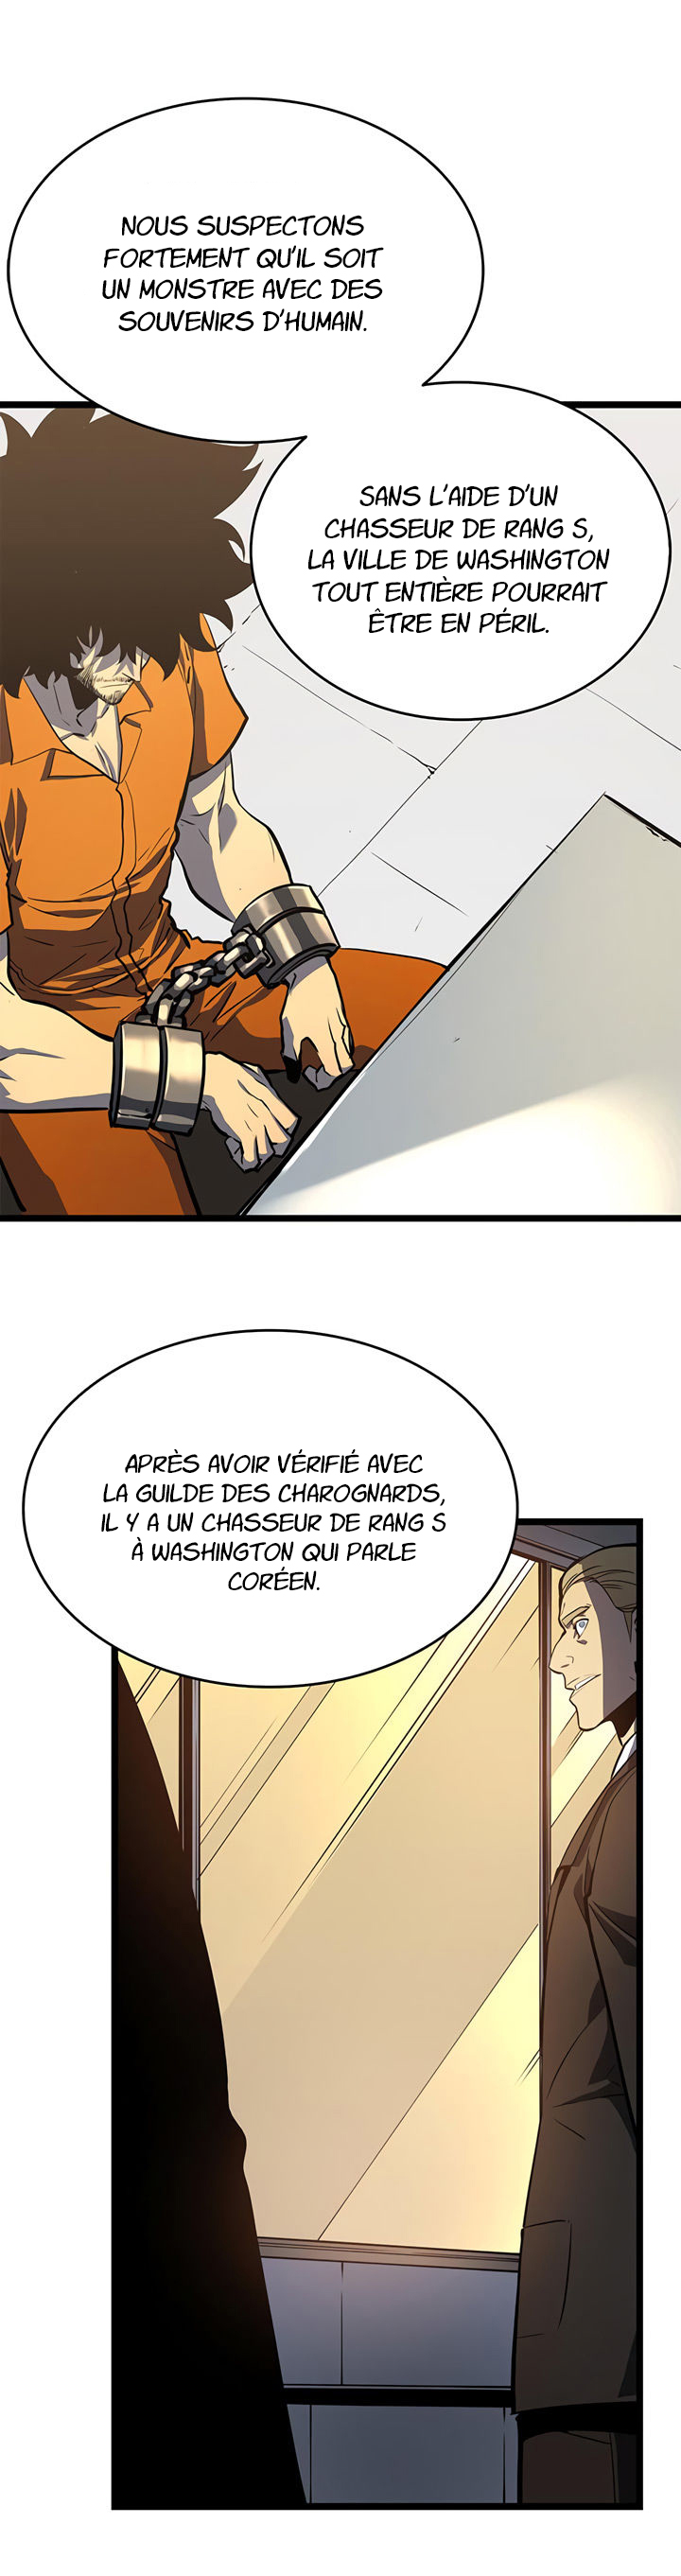 NOUS SUSPECTONS
FORTEMENT QU'IL SOIT
UN MONSTRE AVEC DES
SOUVENIRS D'HUMAIN.
SANS L'AIDE D'UN
CHASSEUR DE RANG S,
LA VILLE DE WASHINGTON
TOUT ENTIÈRE POURRAIT
ÊTRE EN PÉRIL.
APRÈS AVOIR VÉRIFIÉ AVEC
LA GUILDE DES CHAROGNARDS,
IL Y A UN CHASSEUR DE RANG S
À WASHINGTON QUI PARLE
CORÉEN.